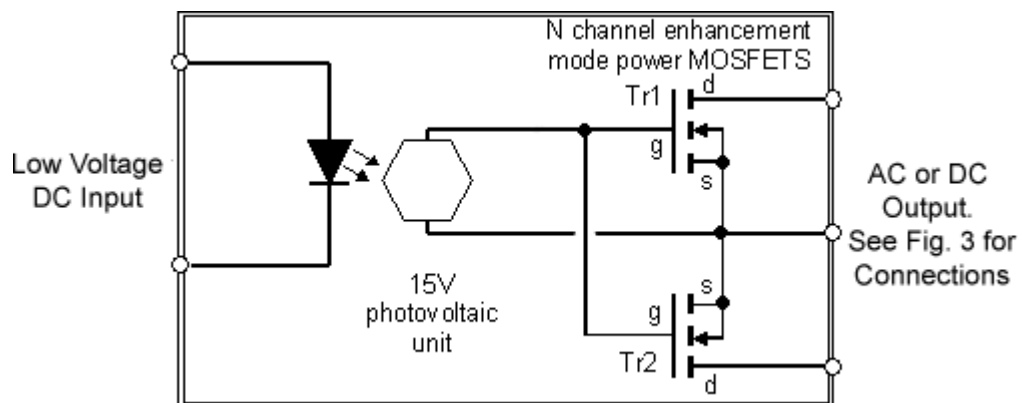 N channel enhancement
mode power MOSFETS
Tr1
d
g
s
Low Voltage
DC Input
AC or DC
Output.
See Fig. 3 for
Connections
15V
photovoltaic
unit
s
g
Tr2
d